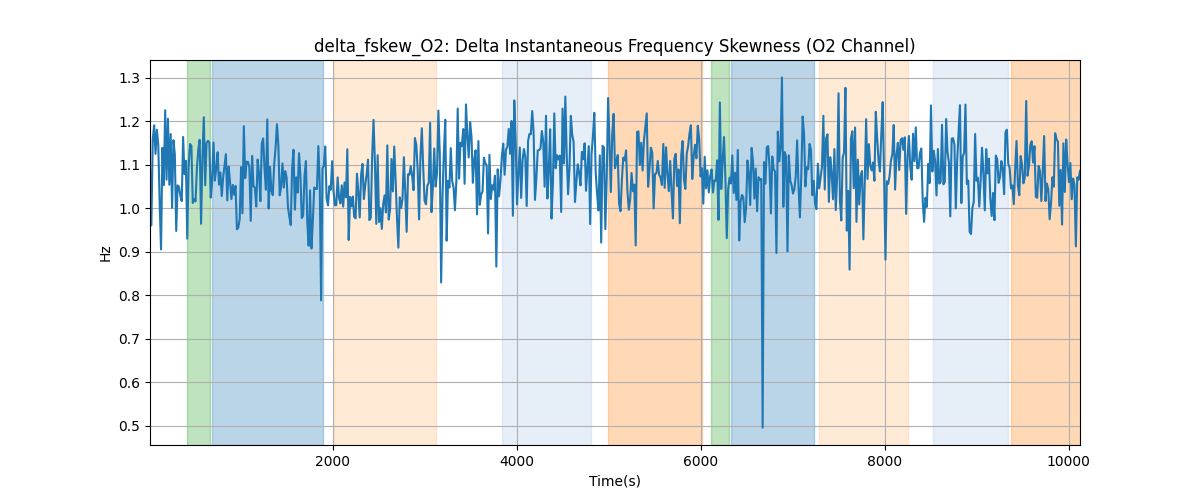 delta_fskew_O2: Delta Instantaneous Frequency Skewness (O2 Channel)
1.3
1.2
1.1
1.0
0.9
0.8
0.7
0.6
0.5
Hz
2000 4000 6000 8000 10000
Time(s)